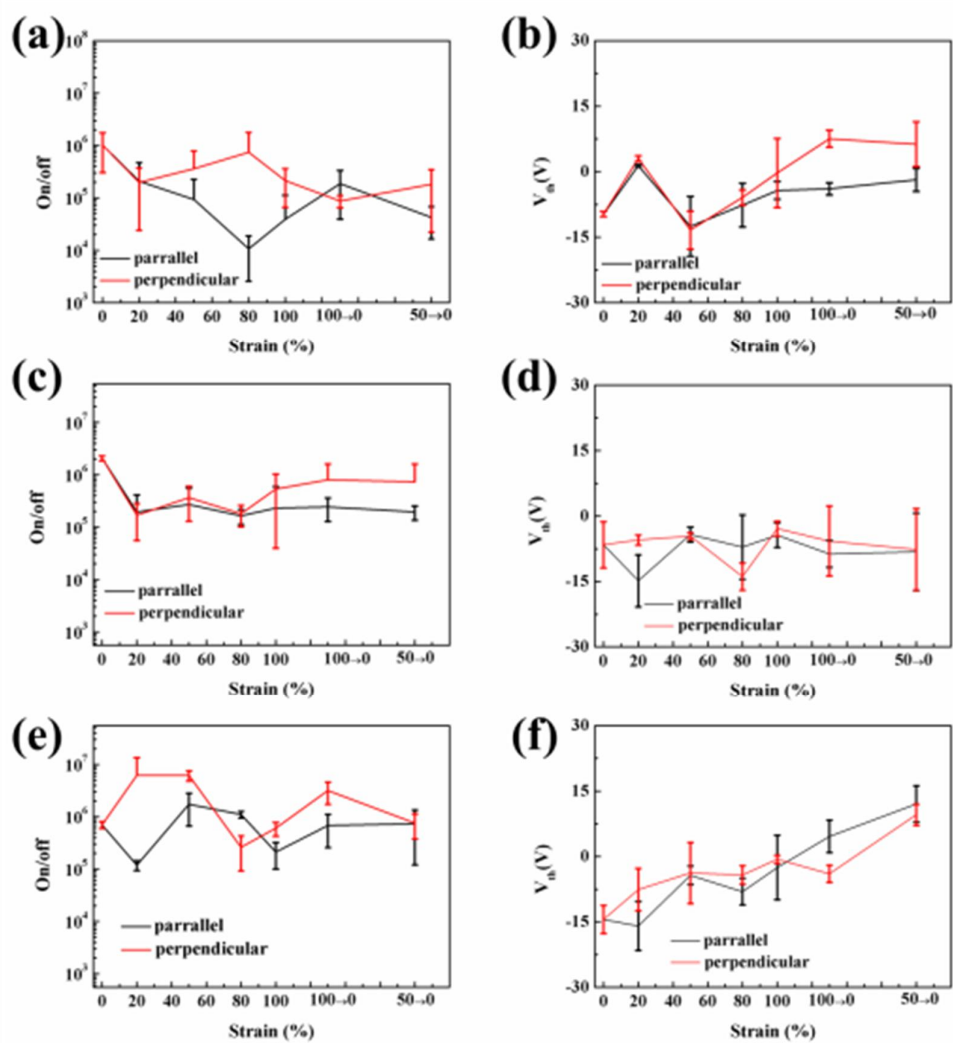 (a)
10^8
10^7
10^6
10^5
10^4
10^3
On/off
parrallel
perpendicular
0 20 40 60 80 100 100→0 50→0
Strain (%)
(b)
30
15
0
-15
-30
V_th(V)
parrallel
perpendicular
0 20 50 80 100 100→0 50→0
Strain (%)
(c)
10^7
10^6
10^5
10^4
10^3
On/off
parrallel
perpendicular
0 20 40 60 80 100 100→0 50→0
Strain (%)
(d)
30
15
0
-15
-30
V_th(V)
parrallel
perpendicular
0 20 50 80 100 100→0 50→0
Strain (%)
(e)
10^7
10^6
10^5
10^4
10^3
On/off
parrallel
perpendicular
0 20 40 60 80 100 100→0 50→0
Strain (%)
(f)
30
15
0
-15
-30
V_th(V)
parrallel
perpendicular
0 20 50 80 100 100→0 50→0
Strain (%)